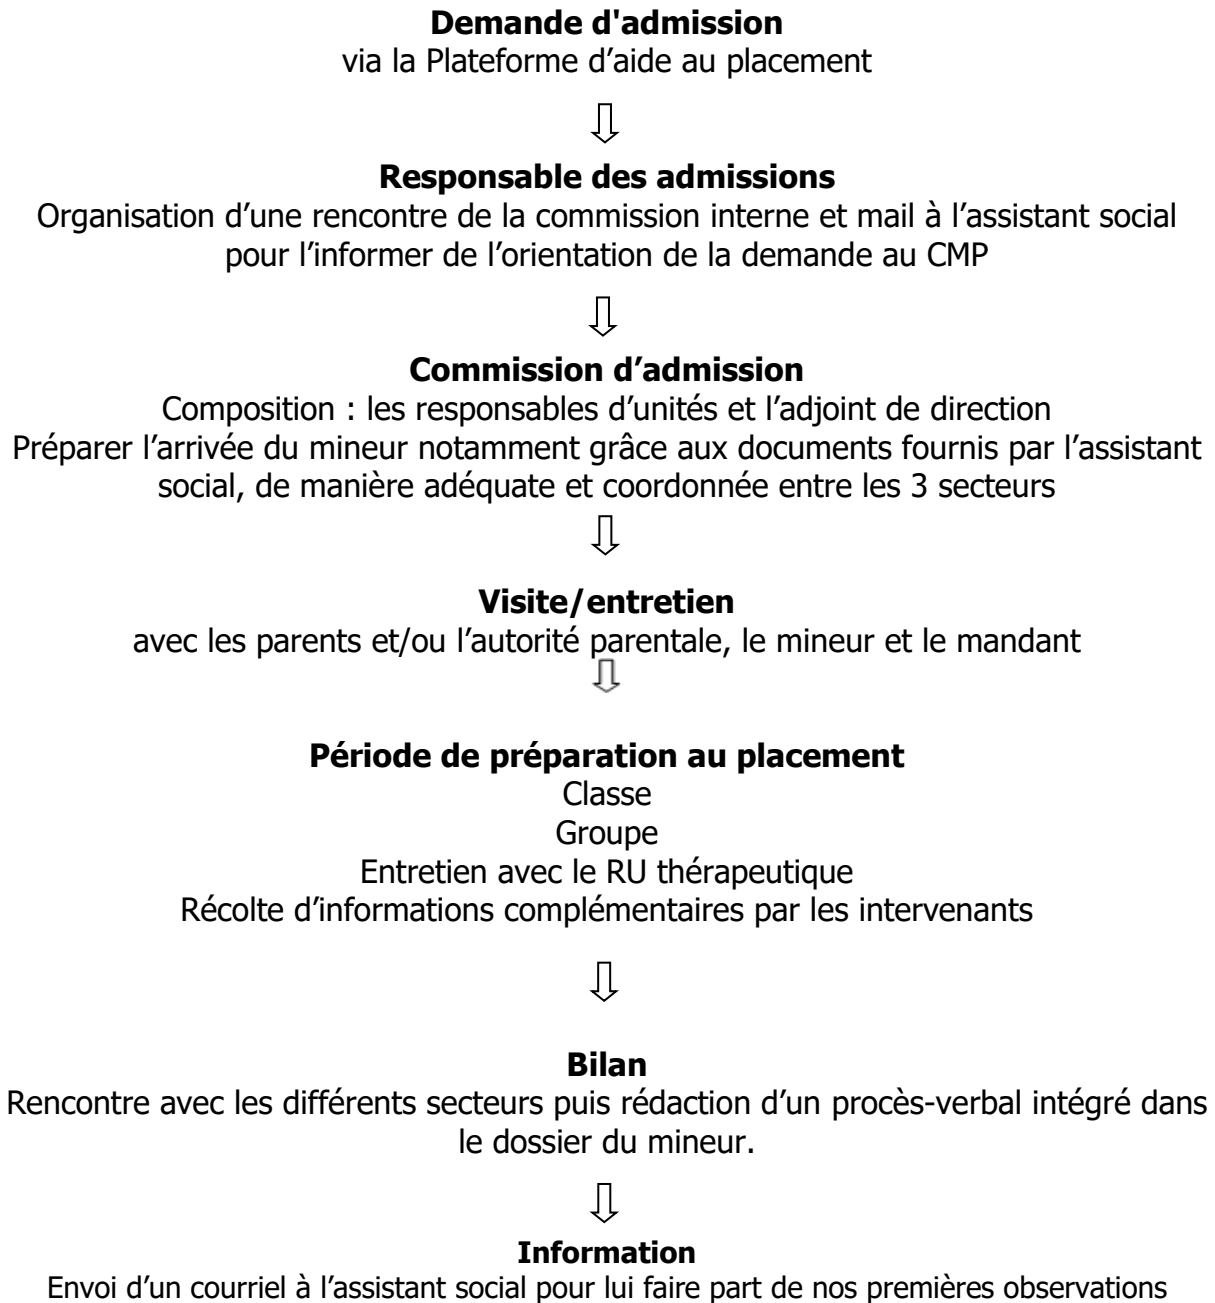 Demande d'admission
via la Plateforme d’aide au placement
Responsable des admissions
Organisation d’une rencontre de la commission interne et mail à l’assistant social
pour l’informer de l’orientation de la demande au CMP
Commission d’admission
Composition : les responsables d’unités et l’adjoint de direction
Préparer l’arrivée du mineur notamment grâce aux documents fournis par l’assistant
social, de manière adéquate et coordonnée entre les 3 secteurs
Visite/entretien
avec les parents et/ou l’autorité parentale, le mineur et le mandant
Période de préparation au placement
Classe
Groupe
Entretien avec le RU thérapeutique
Récolte d’informations complémentaires par les intervenants
Bilan
Rencontre avec les différents secteurs puis rédaction d’un procès-verbal intégré dans
le dossier du mineur.
Information
Envoi d’un courriel à l’assistant social pour lui faire part de nos premières observations